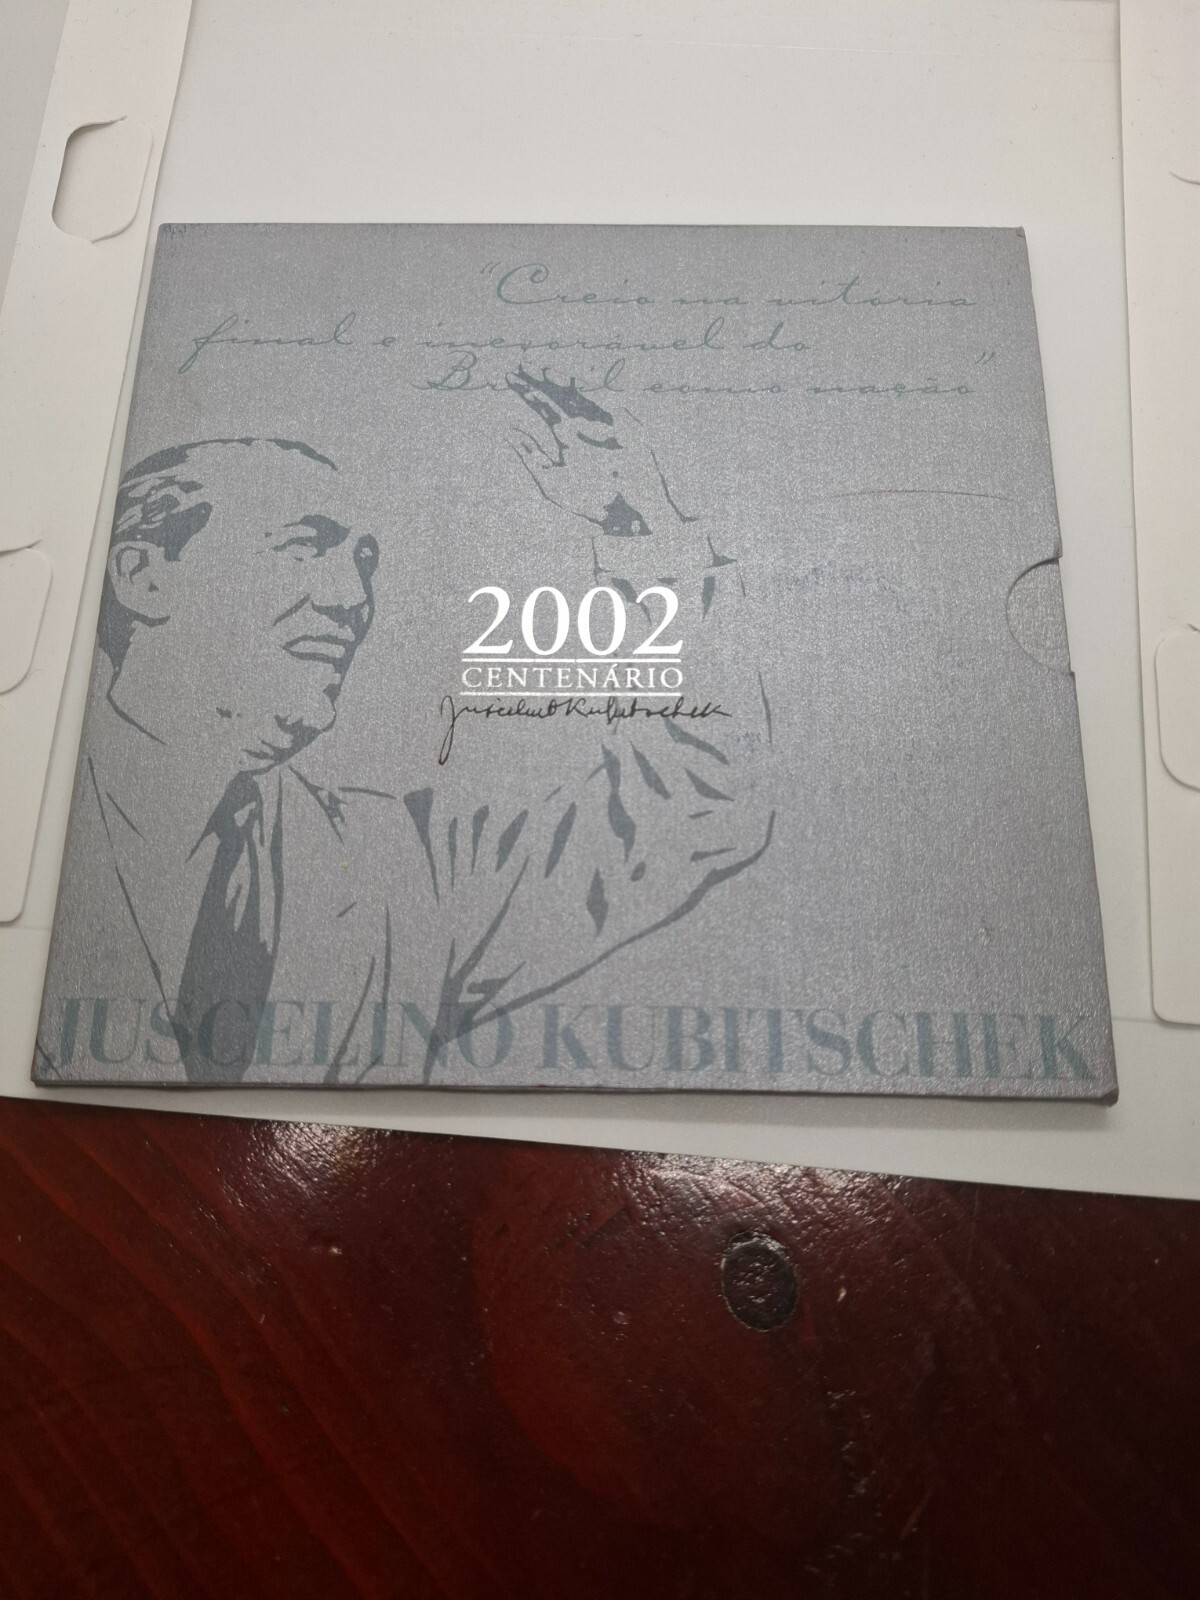 "Creio na vitória
final e inexorável do
Brasil como nação"
2002
CENTENÁRIO
Juscelino Kubitschek
JUSCELINO KUBITSCHEK